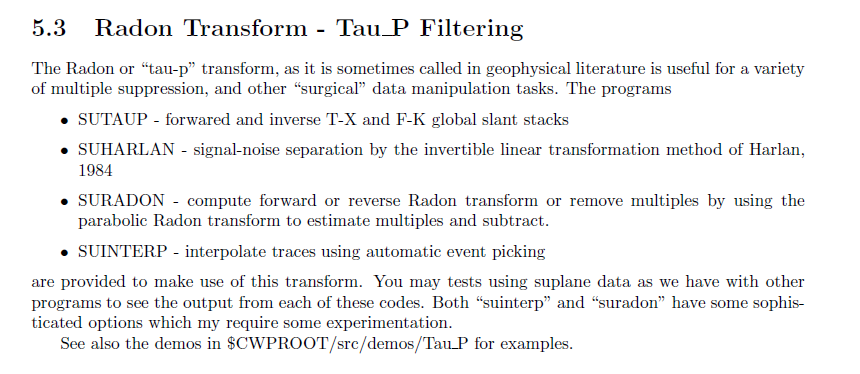 5.3 Radon Transform - Tau_P Filtering
The Radon or “tau-p” transform, as it is sometimes called in geophysical literature is useful for a variety
of multiple suppression, and other “surgical” data manipulation tasks. The programs
• SUTAUP - forwared and inverse T-X and F-K global slant stacks
• SUHARLAN - signal-noise separation by the invertible linear transformation method of Harlan,
1984
• SURADON - compute forward or reverse Radon transform or remove multiples by using the
parabolic Radon transform to estimate multiples and subtract.
• SUINTERP - interpolate traces using automatic event picking
are provided to make use of this transform. You may tests using suplane data as we have with other
programs to see the output from each of these codes. Both “suinterp” and “suradon” have some sophis-
ticated options which my require some experimentation.
See also the demos in $CWPROOT/src/demos/Tau_P for examples.